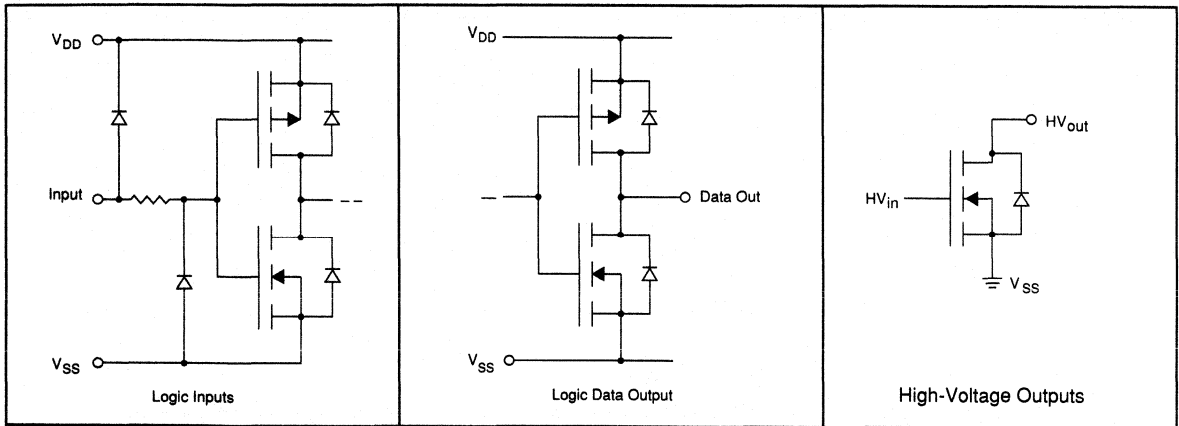 VDD
Input
VSS
Logic Inputs
VDD
Data Out
VSS
Logic Data Output
HVout
HVin
VSS
High-Voltage Outputs